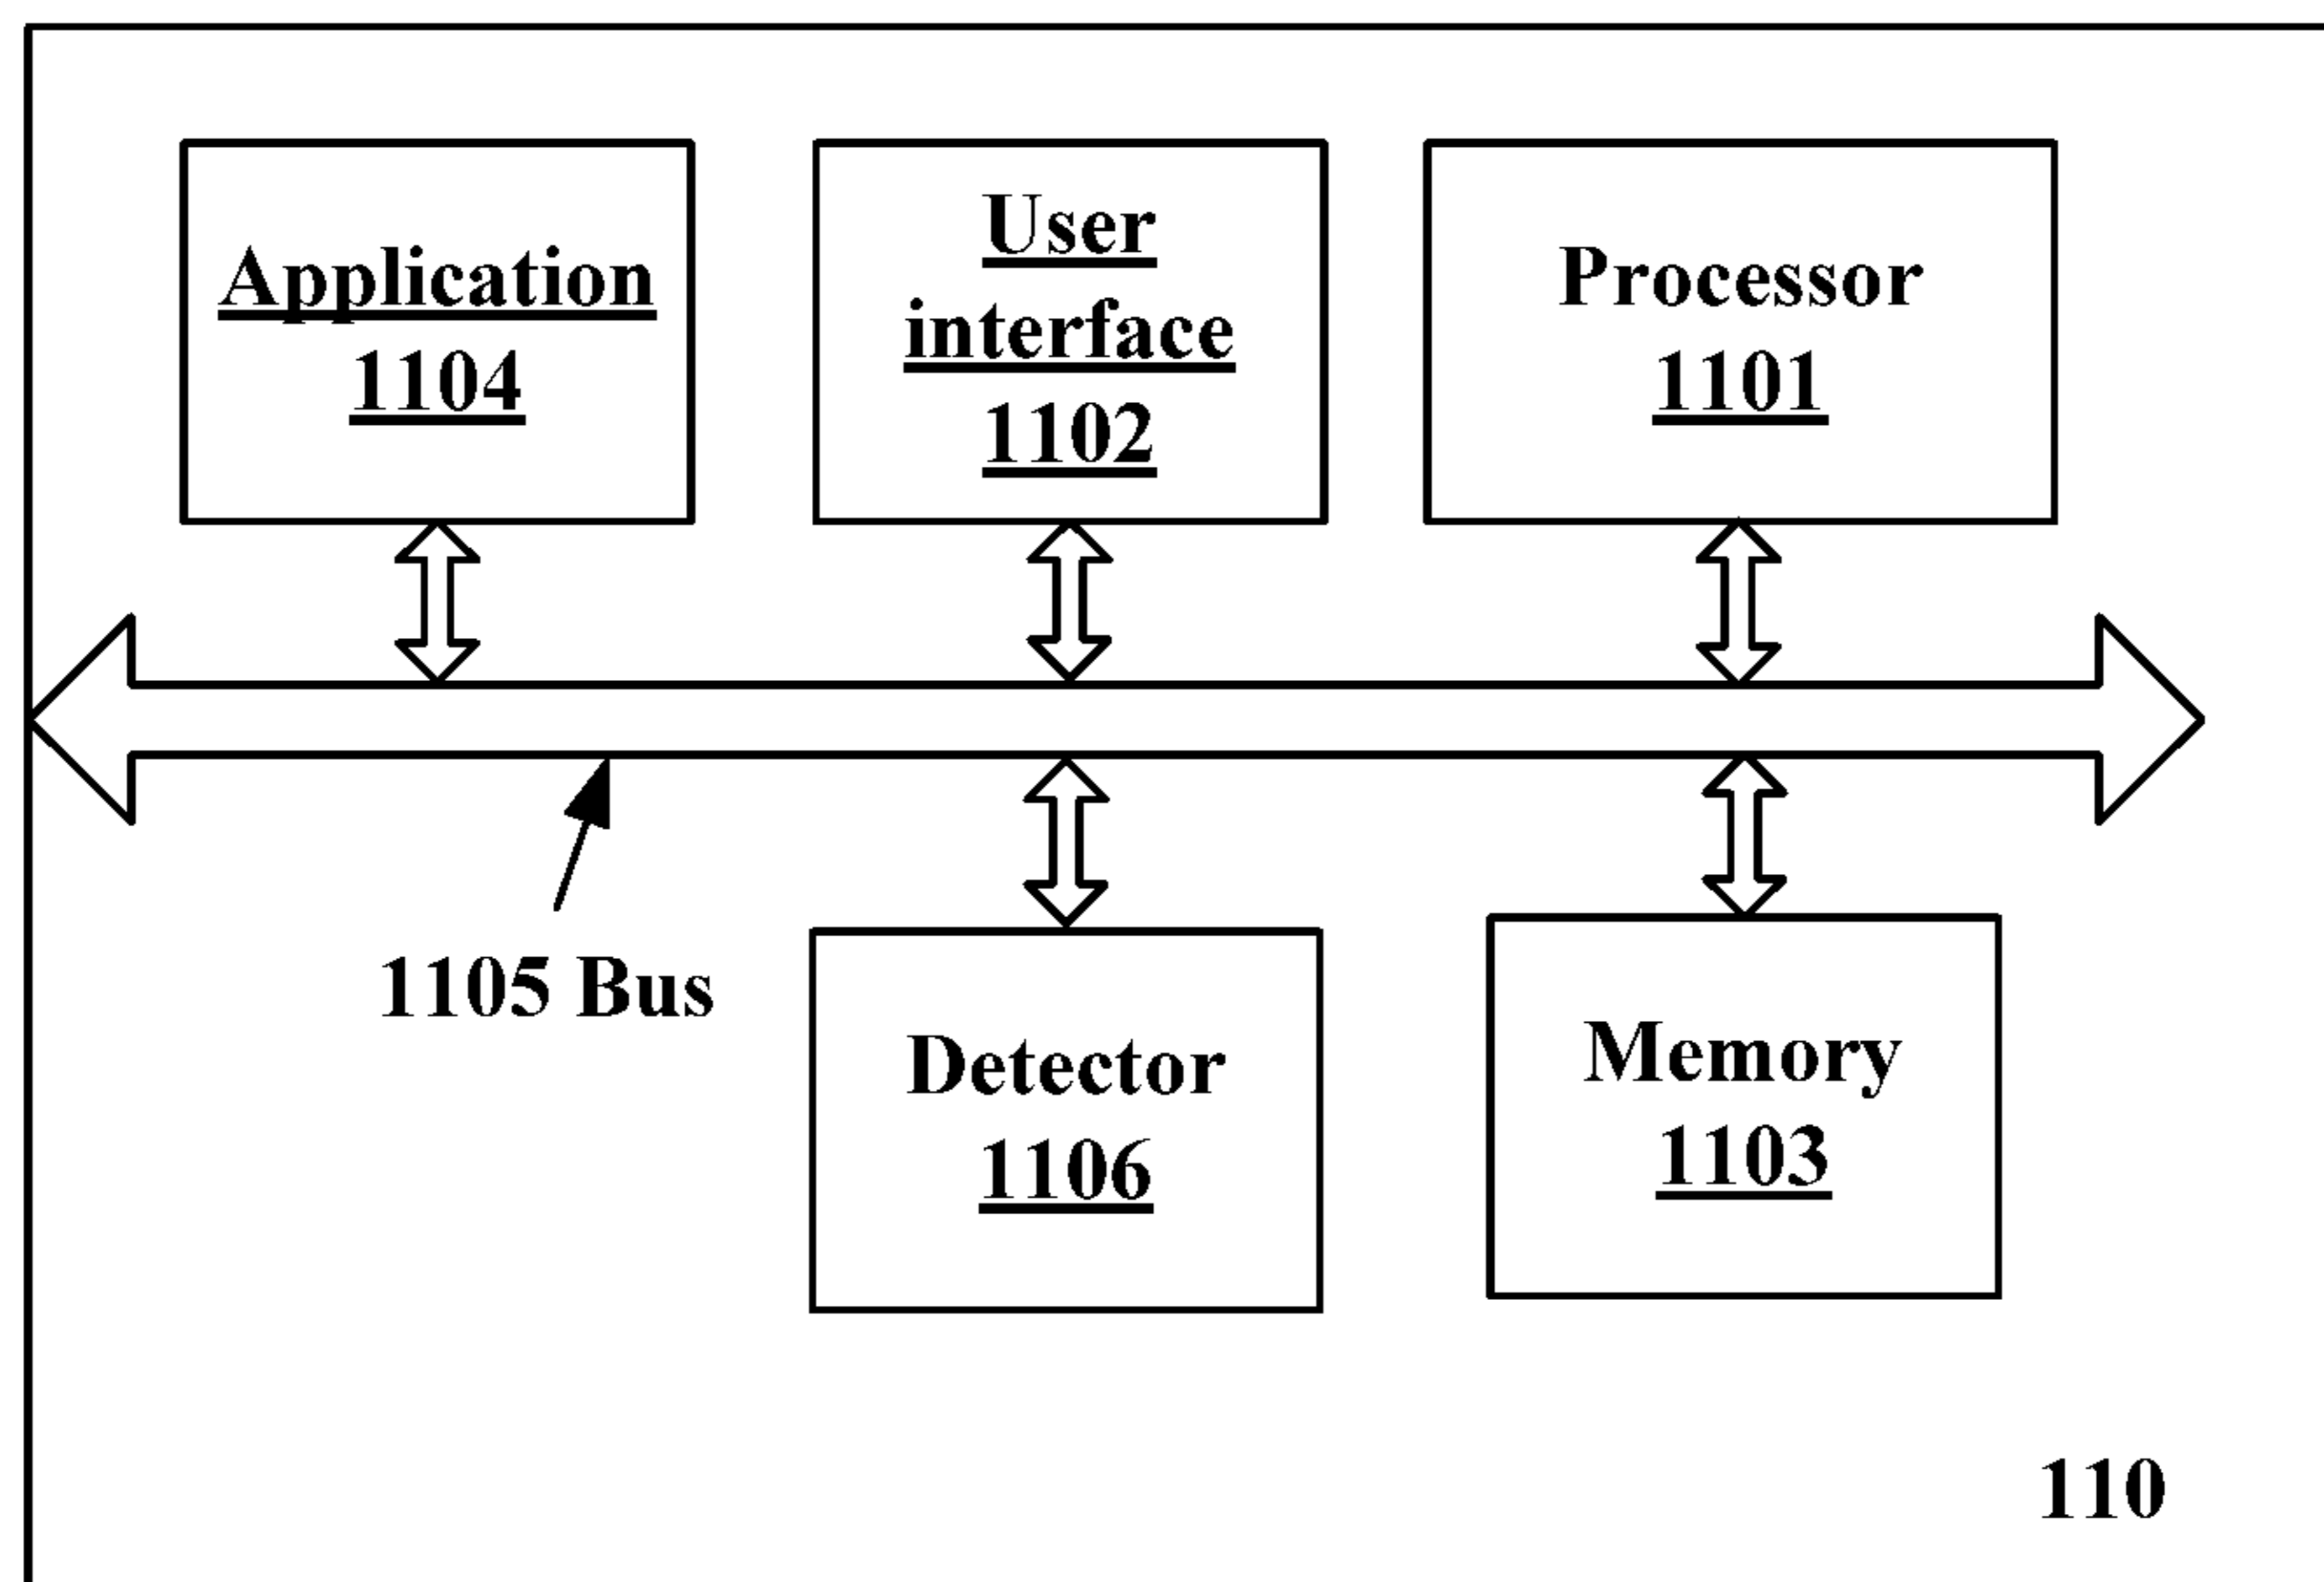 Application
1104
User
interface
1102
Processor
1101
1105 Bus
Detector
1106
Memory
1103
110